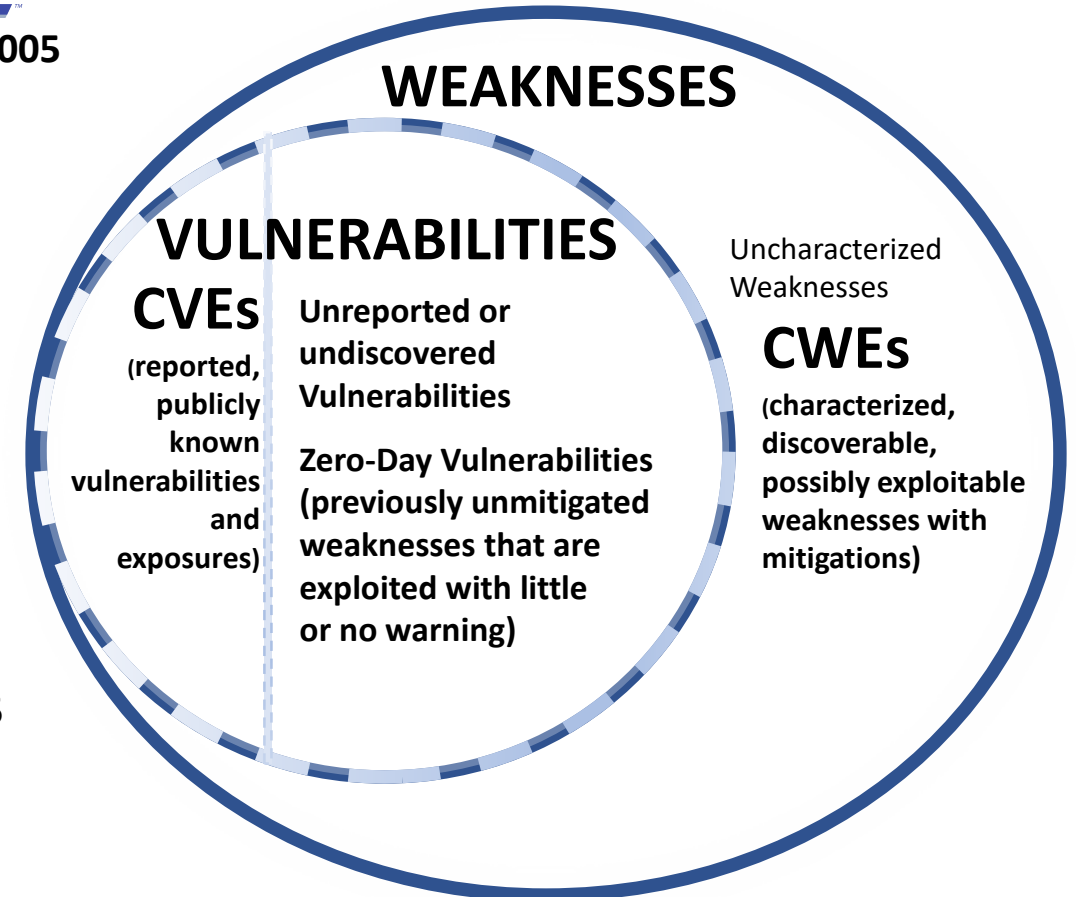 TM
005
WEAKNESSES
VULNERABILITIES
CVEs
(reported,
publicly
known
vulnerabilities
and
exposures)
Unreported or
undiscovered
Vulnerabilities
Zero-Day Vulnerabilities
(previously unmitigated
weaknesses that are
exploited with little
or no warning)
Uncharacterized
Weaknesses
CWEs
(characterized,
discoverable,
possibly exploitable
weaknesses with
mitigations)